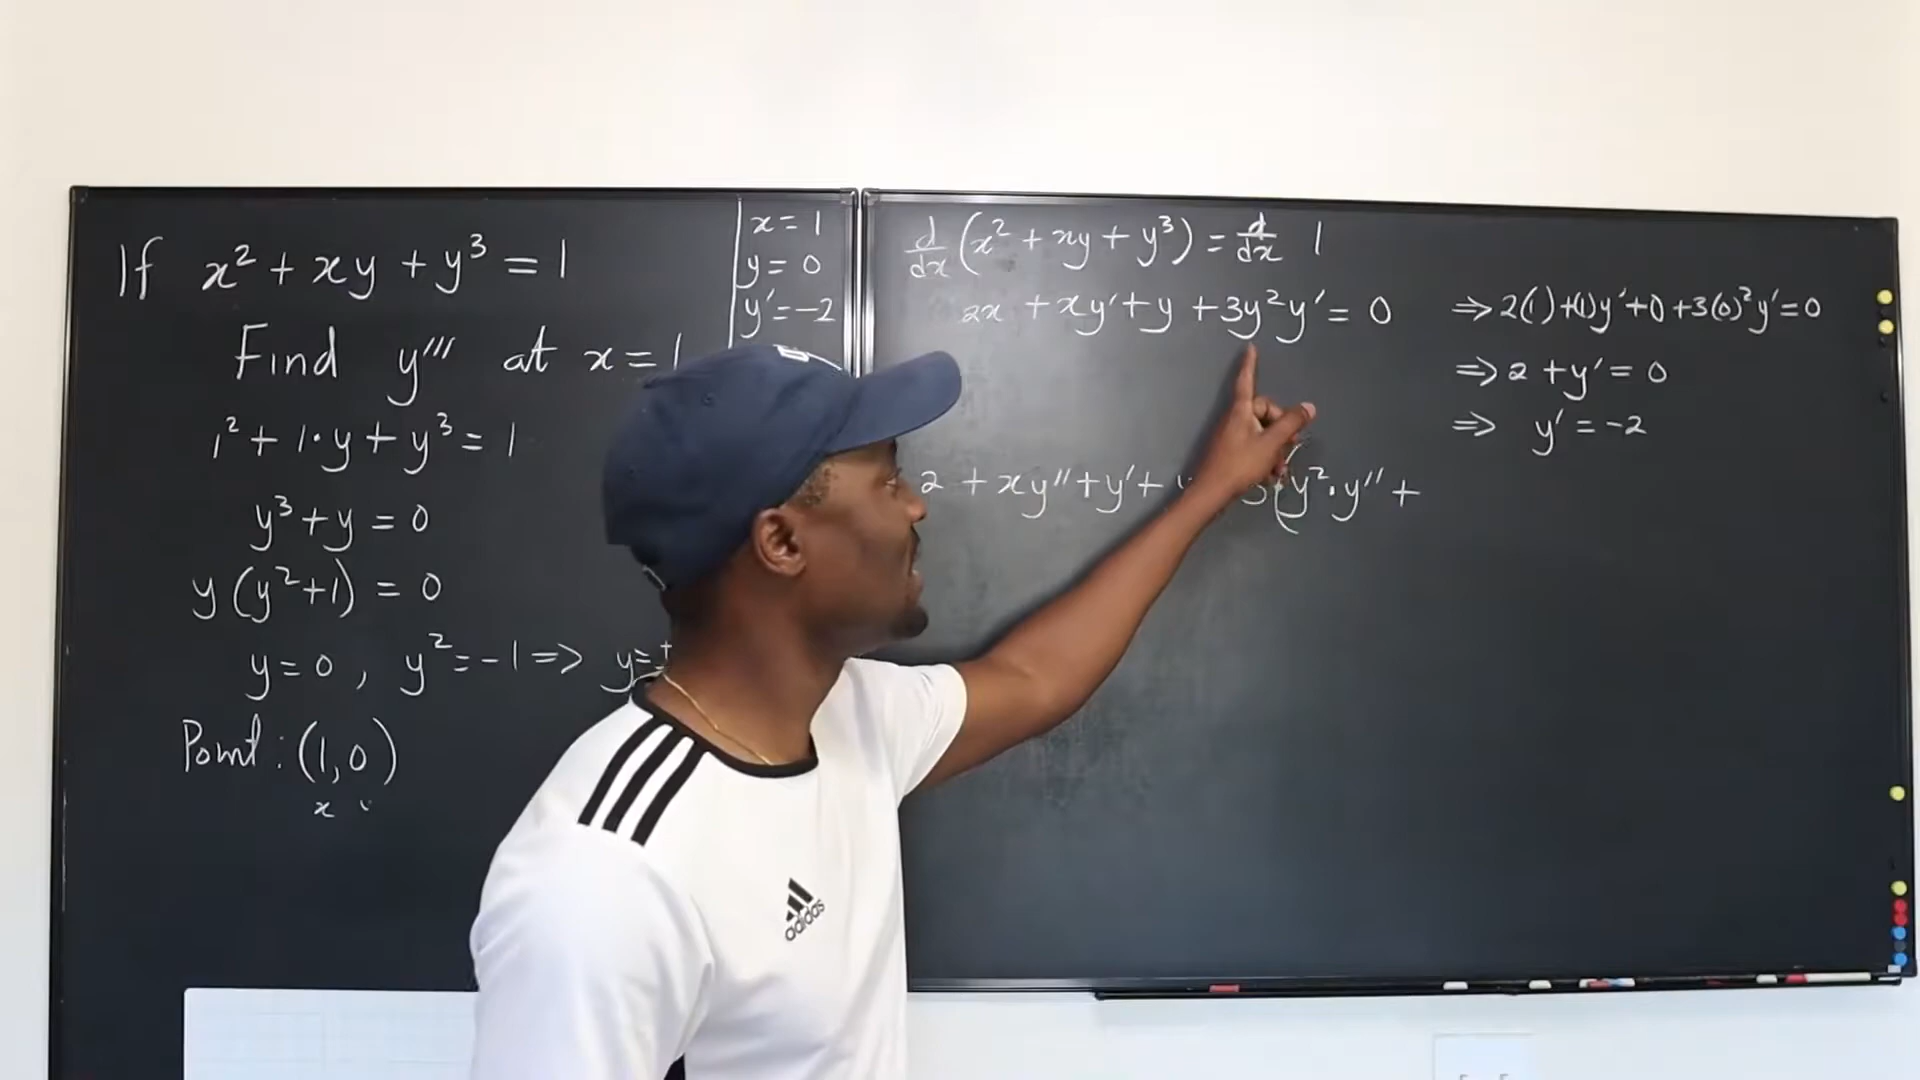 If x² + xy + y³ = 1
Find y''' at x = 1
1² + 1·y + y³ = 1
y³ + y = 0
y(y²+1) = 0
y = 0, y² = -1 ⇒ y = ±
Point: (1,0)
x
x = 1
y = 0
y' = -2
d/dx (x² + xy + y³) = d/dx 1
2x + xy' + y + 3y²y' = 0
⇒ 2(1) + (1)y' + 0 + 3(0)²y' = 0
⇒ 2 + y' = 0
⇒ y' = -2
2 + xy'' + y' + 3(y²·y'' +
adidas